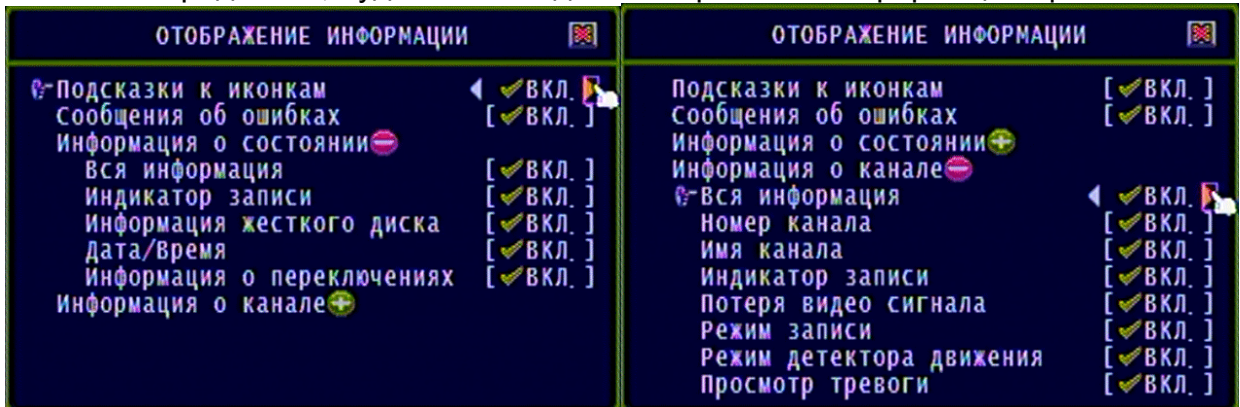 ОТОБРАЖЕНИЕ ИНФОРМАЦИИ
Подсказки к иконкам ВКЛ.
Сообщения об ошибках [ВКЛ.]
Информация о состоянии
Вся информация [ВКЛ.]
Индикатор записи [ВКЛ.]
Информация жесткого диска [ВКЛ.]
Дата/Время [ВКЛ.]
Информация о переключениях [ВКЛ.]
Информация о канале
ОТОБРАЖЕНИЕ ИНФОРМАЦИИ
Подсказки к иконкам [ВКЛ.]
Сообщения об ошибках [ВКЛ.]
Информация о состоянии
Информация о канале
Вся информация ВКЛ.
Номер канала [ВКЛ.]
Имя канала [ВКЛ.]
Индикатор записи [ВКЛ.]
Потеря видео сигнала [ВКЛ.]
Режим записи [ВКЛ.]
Режим детектора движения [ВКЛ.]
Просмотр тревоги [ВКЛ.]